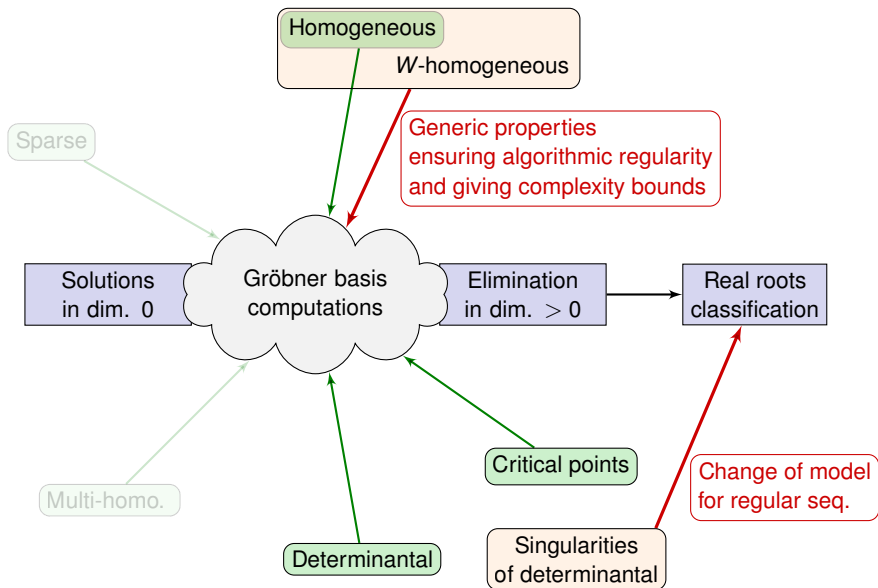 Homogeneous
W-homogeneous
Generic properties
ensuring algorithmic regularity
and giving complexity bounds
Sparse
Solutions
in dim. 0
Gröbner basis
computations
Elimination
in dim. > 0
Real roots
classification
Critical points
Change of model
for regular seq.
Multi-homo.
Determinantal
Singularities
of determinantal